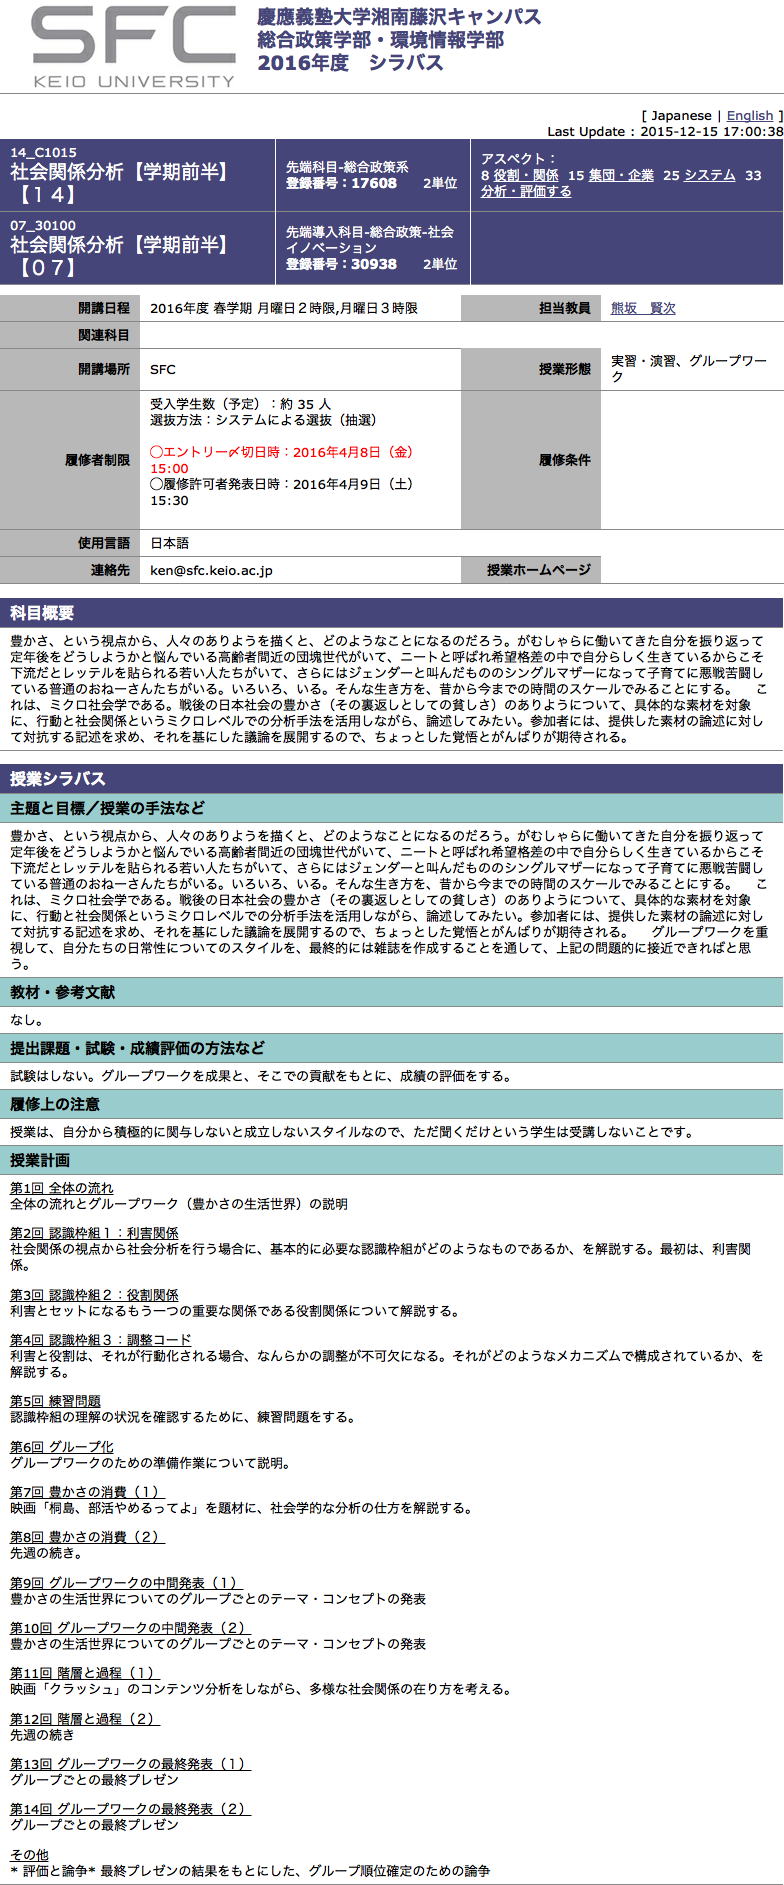 SFC
KEIO UNIVERSITY
慶應義塾大学湘南藤沢キャンパス
総合政策学部・環境情報学部
2016年度　シラバス
[ Japanese | English ]
Last Update : 2015-12-15 17:00:38
14_C1015
社会関係分析【学期前半】
【１４】
先端科目-総合政策系
登録番号：17608　　2単位
アスペクト：
8 役割・関係 15 集団・企業 25 システム 33
分析・評価する
07_30100
社会関係分析【学期前半】
【０７】
先端導入科目-総合政策-社会
イノベーション
登録番号：30938　　2単位
開講日程
2016年度 春学期 月曜日２時限,月曜日３時限
担当教員
熊坂　賢次
関連科目
開講場所
SFC
授業形態
実習・演習、グループワー
ク
履修者制限
受入学生数（予定）：約 35 人
選抜方法：システムによる選抜（抽選）
◯エントリー〆切日時：2016年4月8日（金）
15:00
◯履修許可者発表日時：2016年4月9日（土）
15:30
履修条件
使用言語
日本語
連絡先
ken@sfc.keio.ac.jp
授業ホームページ
科目概要
豊かさ、という視点から、人々のありようを描くと、どのようなことになるのだろう。がむしゃらに働いてきた自分を振り返って
定年後をどうしようかと悩んでいる高齢者間近の団塊世代がいて、ニートと呼ばれ希望格差の中で自分らしく生きているからこそ
下流だとレッテルを貼られる若い人たちがいて、さらにはジェンダーと叫んだもののシングルマザーになって子育てに悪戦苦闘し
ている普通のおねーさんたちがいる。いろいろ、いる。そんな生き方を、昔から今までの時間のスケールでみることにする。　こ
れは、ミクロ社会学である。戦後の日本社会の豊かさ（その裏返しとしての貧しさ）のありようについて、具体的な素材を対象
に、行動と社会関係というミクロレベルでの分析手法を活用しながら、論述してみたい。参加者には、提供した素材の論述に対し
て対抗する記述を求め、それを基にした議論を展開するので、ちょっとした覚悟とがんばりが期待される。
授業シラバス
主題と目標／授業の手法など
豊かさ、という視点から、人々のありようを描くと、どのようなことになるのだろう。がむしゃらに働いてきた自分を振り返って
定年後をどうしようかと悩んでいる高齢者間近の団塊世代がいて、ニートと呼ばれ希望格差の中で自分らしく生きているからこそ
下流だとレッテルを貼られる若い人たちがいて、さらにはジェンダーと叫んだもののシングルマザーになって子育てに悪戦苦闘し
ている普通のおねーさんたちがいる。いろいろ、いる。そんな生き方を、昔から今までの時間のスケールでみることにする。　こ
れは、ミクロ社会学である。戦後の日本社会の豊かさ（その裏返しとしての貧しさ）のありようについて、具体的な素材を対象
に、行動と社会関係というミクロレベルでの分析手法を活用しながら、論述してみたい。参加者には、提供した素材の論述に対し
て対抗する記述を求め、それを基にした議論を展開するので、ちょっとした覚悟とがんばりが期待される。　グループワークを重
視して、自分たちの日常性についてのスタイルを、最終的には雑誌を作成することを通して、上記の問題的に接近できればと思
う。
教材・参考文献
なし。
提出課題・試験・成績評価の方法など
試験はしない。グループワークを成果と、そこでの貢献をもとに、成績の評価をする。
履修上の注意
授業は、自分から積極的に関与しないと成立しないスタイルなので、ただ聞くだけという学生は受講しないことです。
授業計画
第1回 全体の流れ
全体の流れとグループワーク（豊かさの生活世界）の説明
第2回 認識枠組１：利害関係
社会関係の視点から社会分析を行う場合に、基本的に必要な認識枠組がどのようなものであるか、を解説する。最初は、利害関
係。
第3回 認識枠組２：役割関係
利害とセットになるもう一つの重要な関係である役割関係について解説する。
第4回 認識枠組３：調整コード
利害と役割は、それが行動化される場合、なんらかの調整が不可欠になる。それがどのようなメカニズムで構成されているか、を
解説する。
第5回 練習問題
認識枠組の理解の状況を確認するために、練習問題をする。
第6回 グループ化
グループワークのための準備作業について説明。
第7回 豊かさの消費（１）
映画「桐島、部活やめるってよ」を題材に、社会学的な分析の仕方を解説する。
第8回 豊かさの消費（２）
先週の続き。
第9回 グループワークの中間発表（１）
豊かさの生活世界についてのグループごとのテーマ・コンセプトの発表
第10回 グループワークの中間発表（２）
豊かさの生活世界についてのグループごとのテーマ・コンセプトの発表
第11回 階層と過程（１）
映画「クラッシュ」のコンテンツ分析をしながら、多様な社会関係の在り方を考える。
第12回 階層と過程（２）
先週の続き
第13回 グループワークの最終発表（１）
グループごとの最終プレゼン
第14回 グループワークの最終発表（２）
グループごとの最終プレゼン
その他
* 評価と論争* 最終プレゼンの結果をもとにした、グループ順位確定のための論争